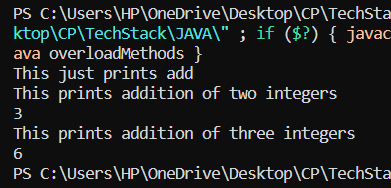 PS C:\Users\HP\OneDrive\Desktop\CP\TechSta
ktop\CP\TechStack\JAVA\" ; if ($?) { javac
ava overloadMethods }
This just prints add
This prints addition of two integers
3
This prints addition of three integers
6
PS C:\Users\HP\OneDrive\Desktop\CP\TechSta